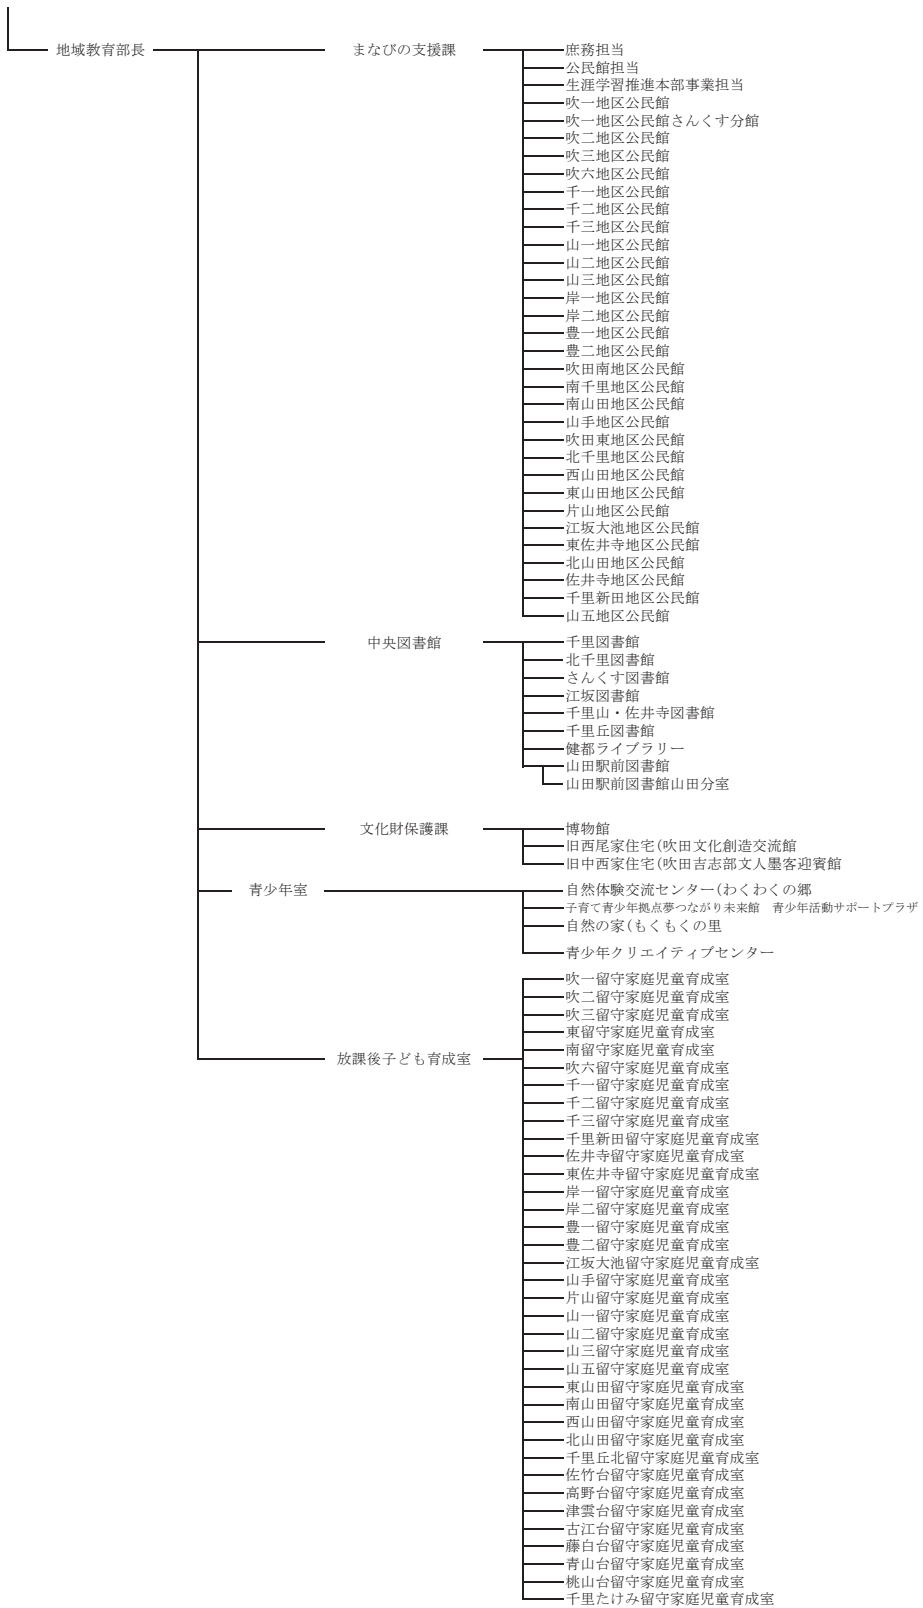 地域教育部長
まなびの支援課
庶務担当
公民館担当
生涯学習推進本部事業担当
吹一地区公民館
吹一地区公民館さんくす分館
吹二地区公民館
吹三地区公民館
吹六地区公民館
千一地区公民館
千二地区公民館
千三地区公民館
山一地区公民館
山二地区公民館
山三地区公民館
岸一地区公民館
岸二地区公民館
豊一地区公民館
豊二地区公民館
吹田南地区公民館
南千里地区公民館
南山田地区公民館
山手地区公民館
吹田東地区公民館
北千里地区公民館
西山田地区公民館
東山田地区公民館
片山地区公民館
江坂大池地区公民館
東佐井寺地区公民館
北山田地区公民館
佐井寺地区公民館
千里新田地区公民館
山五地区公民館
中央図書館
千里図書館
北千里図書館
さんくす図書館
江坂図書館
千里山・佐井寺図書館
千里丘図書館
健都ライブラリー
山田駅前図書館
山田駅前図書館山田分室
文化財保護課
博物館
旧西尾家住宅(吹田文化創造交流館
旧中西家住宅(吹田吉志部文人墨客迎賓館
青少年室
自然体験交流センター(わくわくの郷
子育て青少年拠点夢つながり未来館　青少年活動サポートプラザ
自然の家(もくもくの里
青少年クリエイティブセンター
放課後子ども育成室
吹一留守家庭児童育成室
吹二留守家庭児童育成室
吹三留守家庭児童育成室
東留守家庭児童育成室
南留守家庭児童育成室
吹六留守家庭児童育成室
千一留守家庭児童育成室
千二留守家庭児童育成室
千三留守家庭児童育成室
千里新田留守家庭児童育成室
佐井寺留守家庭児童育成室
東佐井寺留守家庭児童育成室
岸一留守家庭児童育成室
岸二留守家庭児童育成室
豊一留守家庭児童育成室
豊二留守家庭児童育成室
江坂大池留守家庭児童育成室
山手留守家庭児童育成室
片山留守家庭児童育成室
山一留守家庭児童育成室
山二留守家庭児童育成室
山三留守家庭児童育成室
山五留守家庭児童育成室
東山田留守家庭児童育成室
南山田留守家庭児童育成室
西山田留守家庭児童育成室
北山田留守家庭児童育成室
千里丘北留守家庭児童育成室
佐竹台留守家庭児童育成室
高野台留守家庭児童育成室
津雲台留守家庭児童育成室
古江台留守家庭児童育成室
藤白台留守家庭児童育成室
青山台留守家庭児童育成室
桃山台留守家庭児童育成室
千里たけみ留守家庭児童育成室